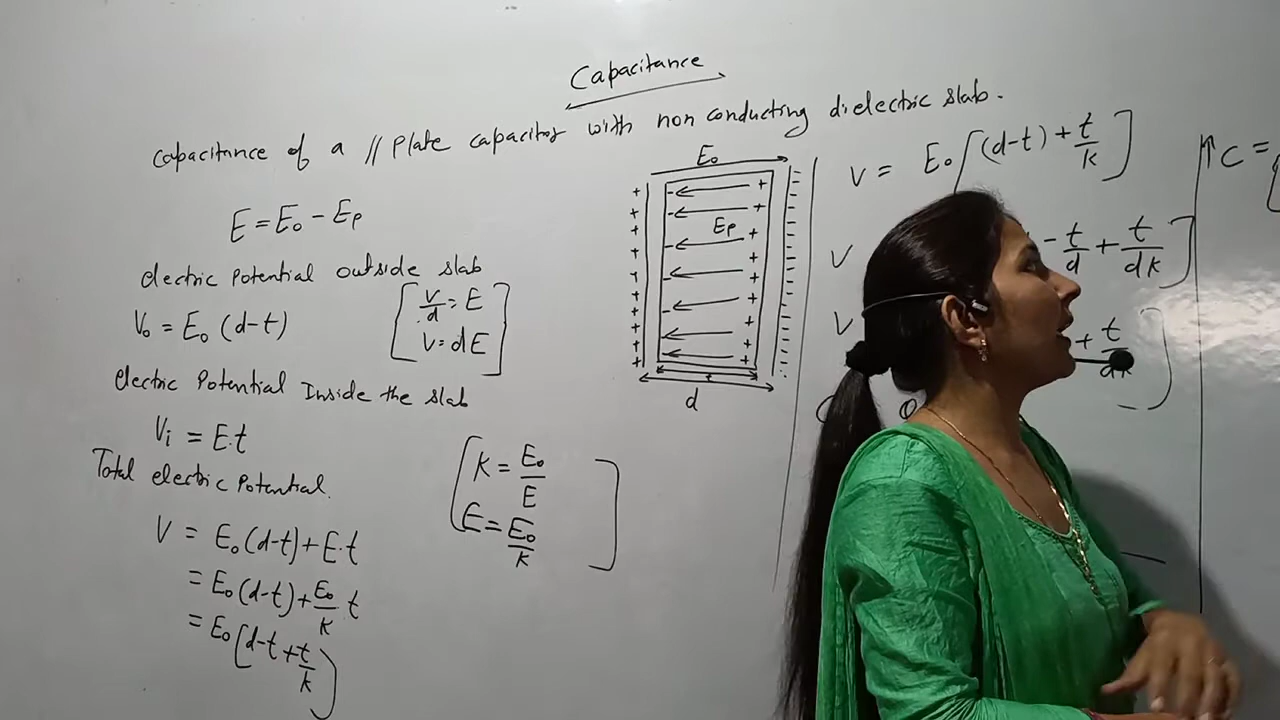 Capacitance
Capacitance of a // Plate capacitor with non conducting dielectric slab.
E = E₀ - Ep
electric Potential outside slab
V₀ = E₀ (d-t)
[ V/d = E
V = dE ]
electric Potential Inside the slab
Vi = E.t
Total electric Potential.
V = E₀(d-t) + E.t
= E₀(d-t) + E₀/K t
= E₀[d-t + t/K]
[ K = E₀/E
E = E₀/K ]
E₀
Ep
d
V = E₀[(d-t) + t/K]
V
- t/d + t/dK ]
V
+ t/dK ]
↑ C =